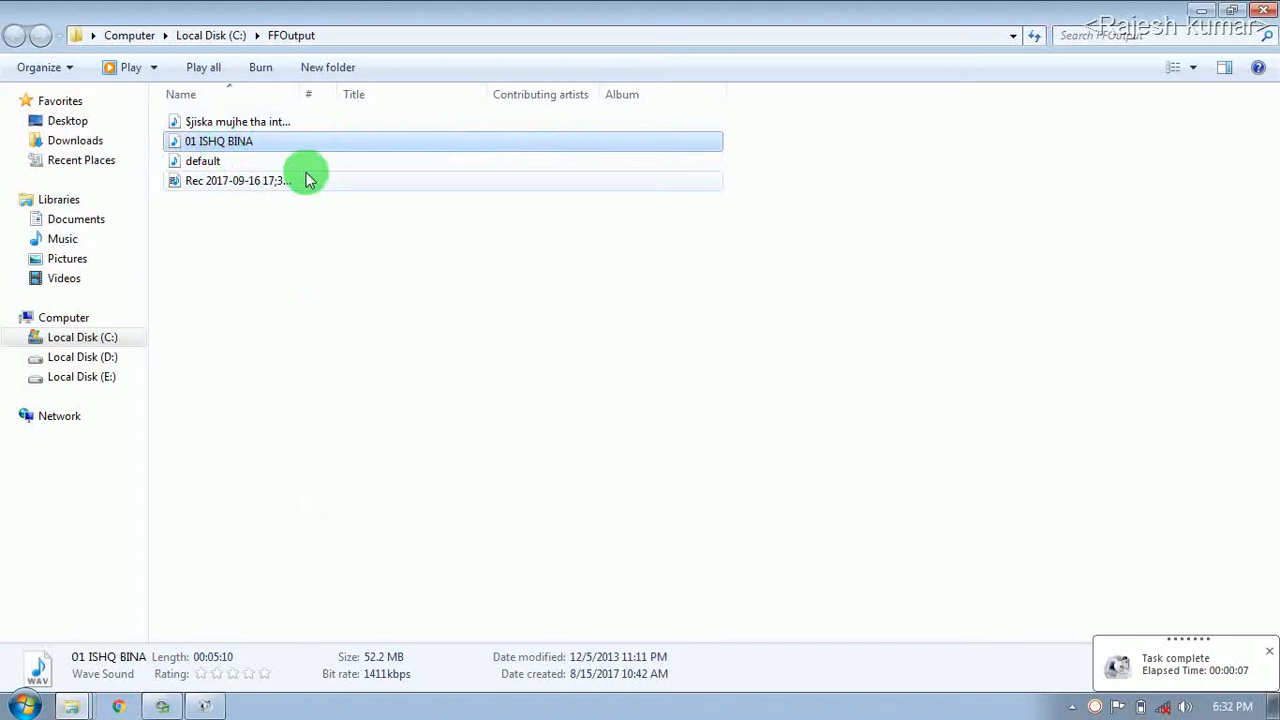 <Rajesh kumar>
Computer Local Disk (C:) FFOutput
Search FFOutput
Organize Play Play all Burn New folder
Name # Title Contributing artists Album
Favorites
Desktop
Downloads
Recent Places
Libraries
Documents
Music
Pictures
Videos
Computer
Local Disk (C:)
Local Disk (D:)
Local Disk (E:)
Network
$jiska mujhe tha int...
01 ISHQ BINA
default
Rec 2017-09-16 17;3...
01 ISHQ BINA Length: 00:05:10 Size: 52.2 MB Date modified: 12/5/2013 11:11 PM
Wave Sound Rating: Bit rate: 1411kbps Date created: 8/15/2017 10:42 AM
WAV
Task complete
Elapsed Time: 00:00:07
6:32 PM